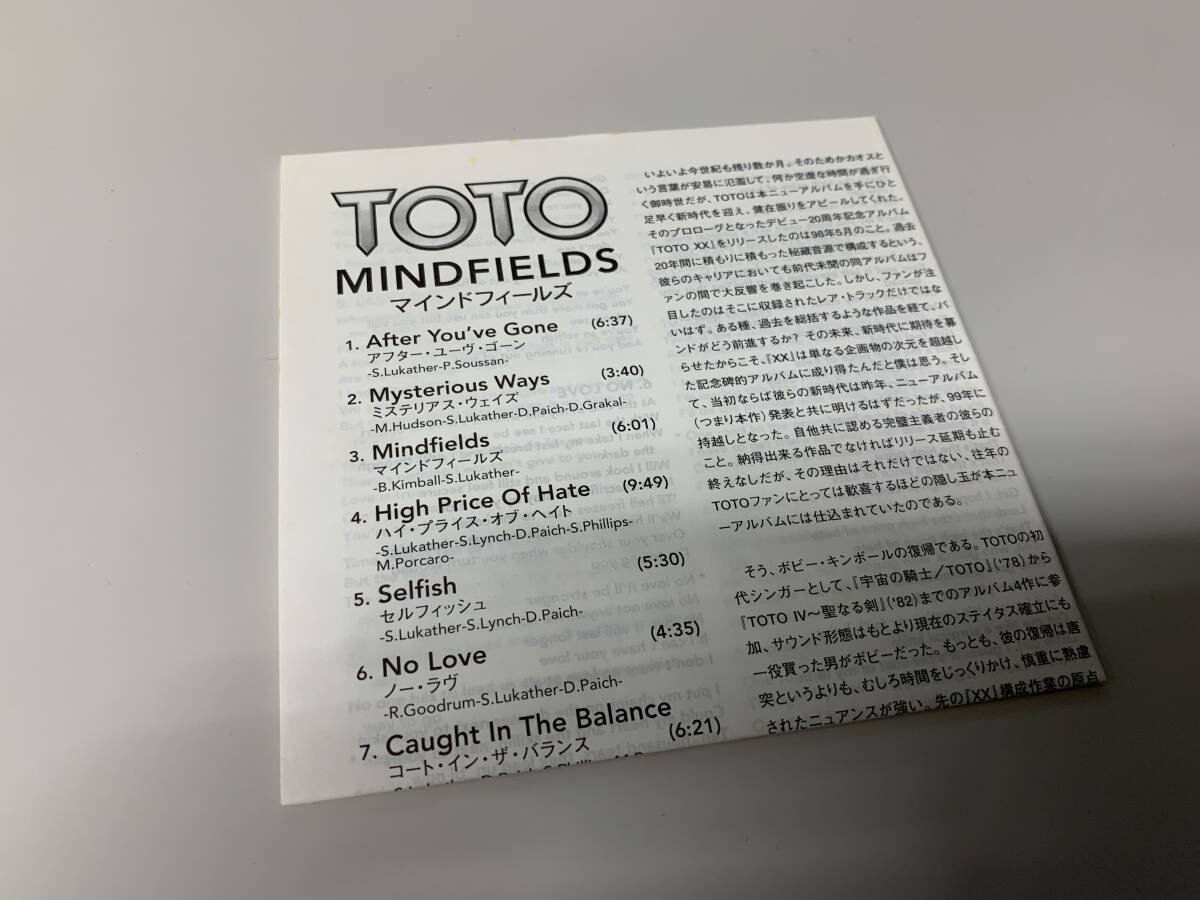 TOTO
MINDFIELDS
マインドフィールズ
1. After You've Gone (6:37)
アフター・ユーヴ・ゴーン
-S.Lukather-P.Soussan-
2. Mysterious Ways (3:40)
ミステリアス・ウェイズ
-M.Hudson-S.Lukather-D.Paich-D.Grakal-
3. Mindfields (6:01)
マインドフィールズ
-B.Kimball-S.Lukather-
4. High Price Of Hate (9:49)
ハイ・プライス・オブ・ヘイト
-S.Lukather-S.Lynch-D.Paich-S.Phillips-
M.Porcaro-
5. Selfish (5:30)
セルフィッシュ
-S.Lukather-S.Lynch-D.Paich-
6. No Love (4:35)
ノー・ラヴ
-R.Goodrum-S.Lukather-D.Paich-
7. Caught In The Balance (6:21)
コート・イン・ザ・バランス
いよいよ今世紀も残り数か月。そのためかカオスと
いう言葉が安易に氾濫して、何か空虚な時間が過ぎ行
く御時世だが、TOTOは本ニューアルバムを手にひと
足早く新時代を迎え、健在振りをアピールしてくれた。
そのプロローグとなったデビュー20周年記念アルバム
『TOTO XX』をリリースしたのは98年5月のこと。過去
20年間に積もりに積もった秘蔵音源で構成するという、
彼らのキャリアにおいても前代未聞の同アルバムはフ
ァンの間で大反響を巻き起こした。しかし、ファンが注
目したのはそこに収録されたレア・トラックだけではな
いはず。ある種、過去を総括するような作品を経て、バ
ンドがどう前進するか? その未来、新時代に期待を募
らせたからこそ、『XX』は単なる企画物の次元を超越し
た記念碑的アルバムに成り得たんだと僕は思う。そし
て、当初ならば彼らの新時代は昨年、ニューアルバム
(つまり本作)発表と共に明けるはずだったが、99年に
持越しとなった。自他共に認める完璧主義者の彼らの
こと。納得出来る作品でなければリリース延期も止む
終えなしだが、その理由はそれだけではない、往年の
TOTOファンにとっては歓喜するほどの隠し玉が本ニュ
ーアルバムには仕込まれていたのである。
そう、ボビー・キンボールの復帰である。TOTOの初
代シンガーとして、『宇宙の騎士/TOTO』('78)から
『TOTO IV〜聖なる剣』('82)までのアルバム4作に参
加、サウンド形態はもとより現在のステイタス確立にも
一役買った男がボビーだった。もっとも、彼の復帰は唐
突というよりも、むしろ時間をじっくりかけ、慎重に熟慮
されたニュアンスが強い。先の『XX』構成作業の原点